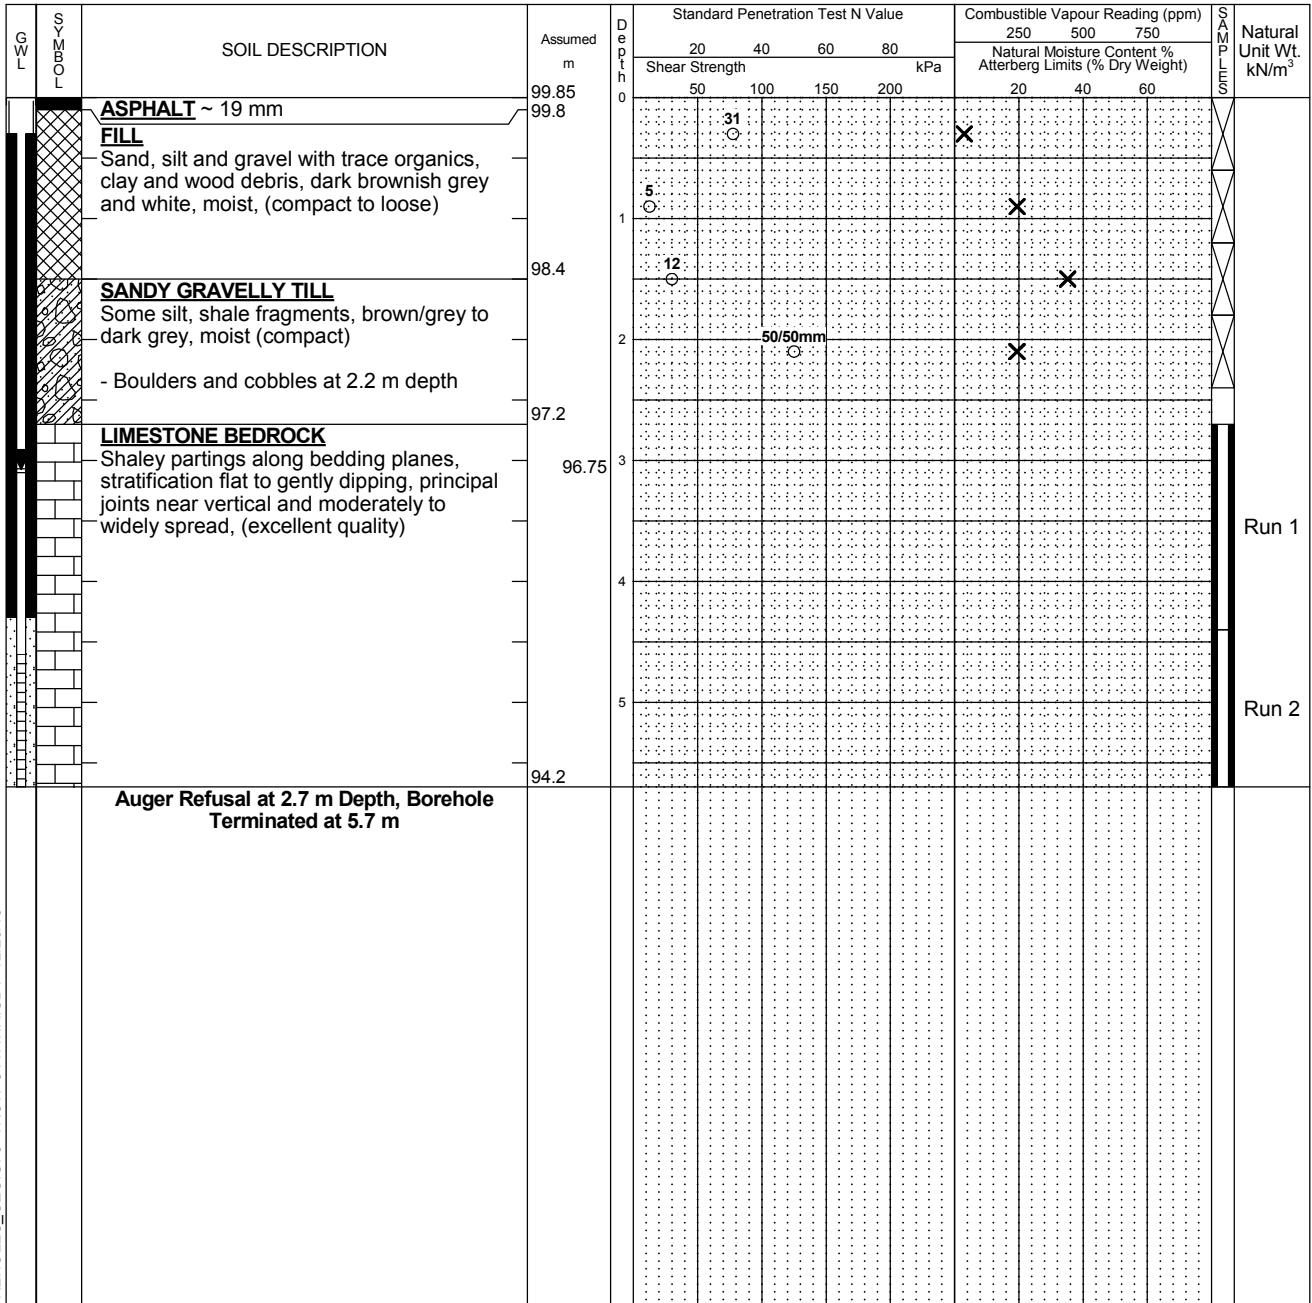 GWL
SYMBOL
SOIL DESCRIPTION
Assumed
m
Depth
Standard Penetration Test N Value
20 40 60 80
Shear Strength kPa
50 100 150 200
Combustible Vapour Reading (ppm)
250 500 750
Natural Moisture Content %
Atterberg Limits (% Dry Weight)
20 40 60
SAMPLES
Natural
Unit Wt.
kN/m³
99.85
0
ASPHALT ~ 19 mm
99.8
FILL
Sand, silt and gravel with trace organics,
clay and wood debris, dark brownish grey
and white, moist, (compact to loose)
31
5
1
98.4
12
SANDY GRAVELLY TILL
Some silt, shale fragments, brown/grey to
dark grey, moist (compact)
50/50mm
2
- Boulders and cobbles at 2.2 m depth
97.2
LIMESTONE BEDROCK
Shaley partings along bedding planes,
stratification flat to gently dipping, principal
joints near vertical and moderately to
widely spread, (excellent quality)
96.75
3
Run 1
4
5
Run 2
94.2
Auger Refusal at 2.7 m Depth, Borehole
Terminated at 5.7 m